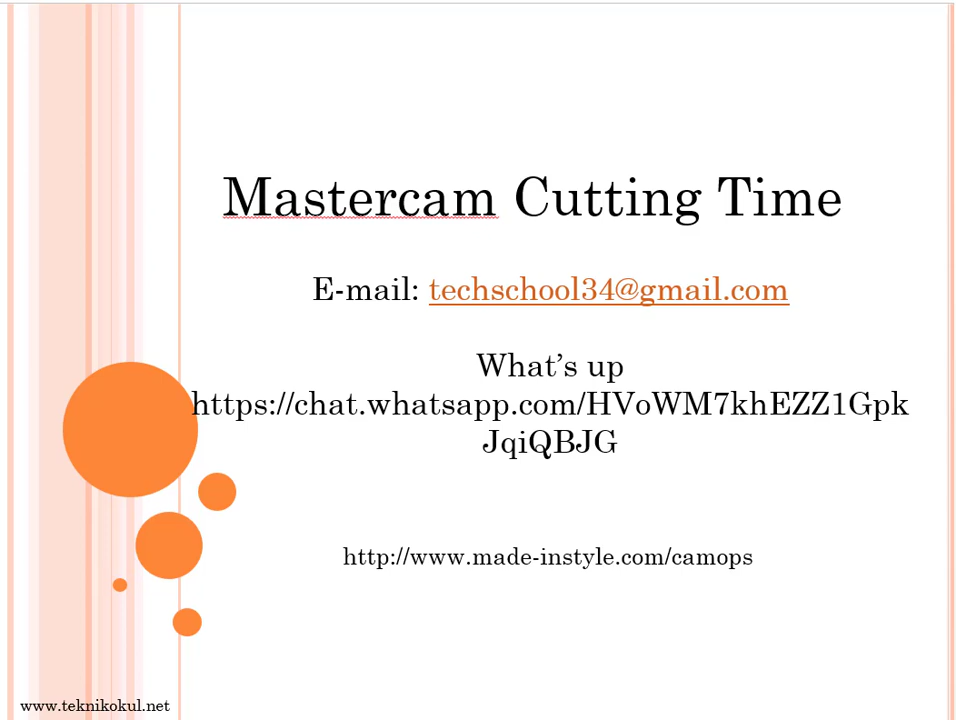 Mastercam Cutting Time
E-mail: techschool34@gmail.com
What’s up
https://chat.whatsapp.com/HVoWM7khEZZ1Gpk
JqiQBJG
http://www.made-instyle.com/camops
www.teknikokul.net